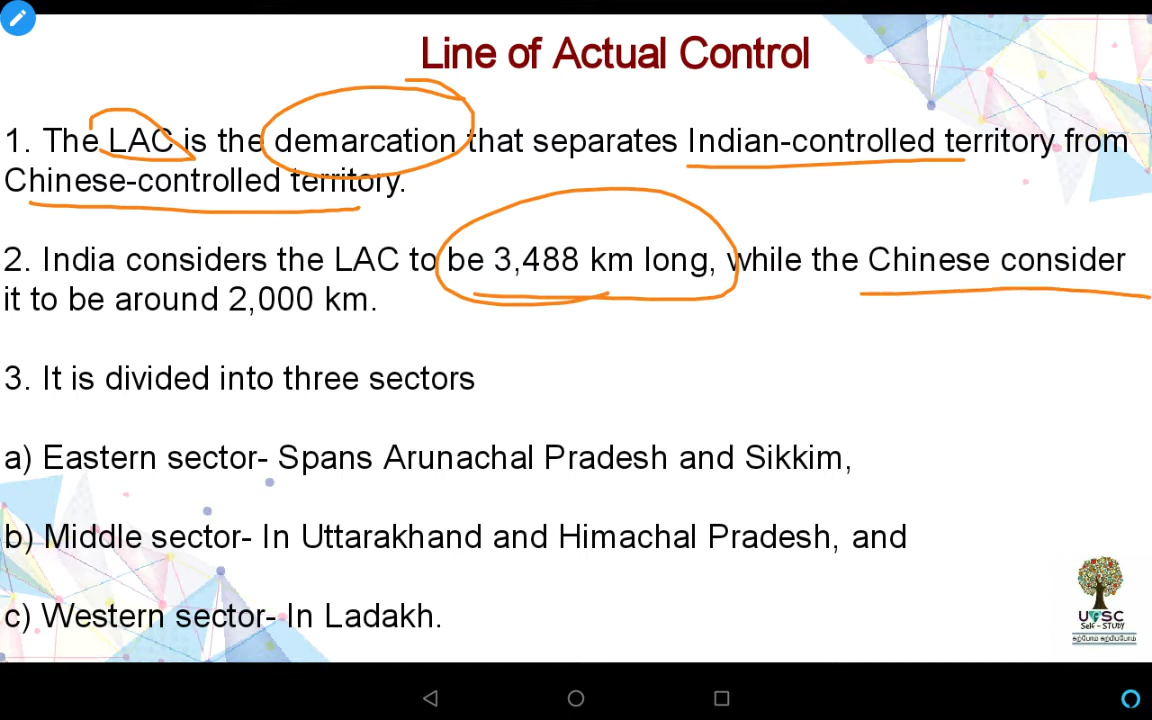 Line of Actual Control
1. The LAC is the demarcation that separates Indian-controlled territory from
Chinese-controlled territory.
2. India considers the LAC to be 3,488 km long, while the Chinese consider
it to be around 2,000 km.
3. It is divided into three sectors
a) Eastern sector- Spans Arunachal Pradesh and Sikkim,
b) Middle sector- In Uttarakhand and Himachal Pradesh, and
c) Western sector- In Ladakh.
UPSC
Self - STUDY
கற்போம் கற்பிப்போம்